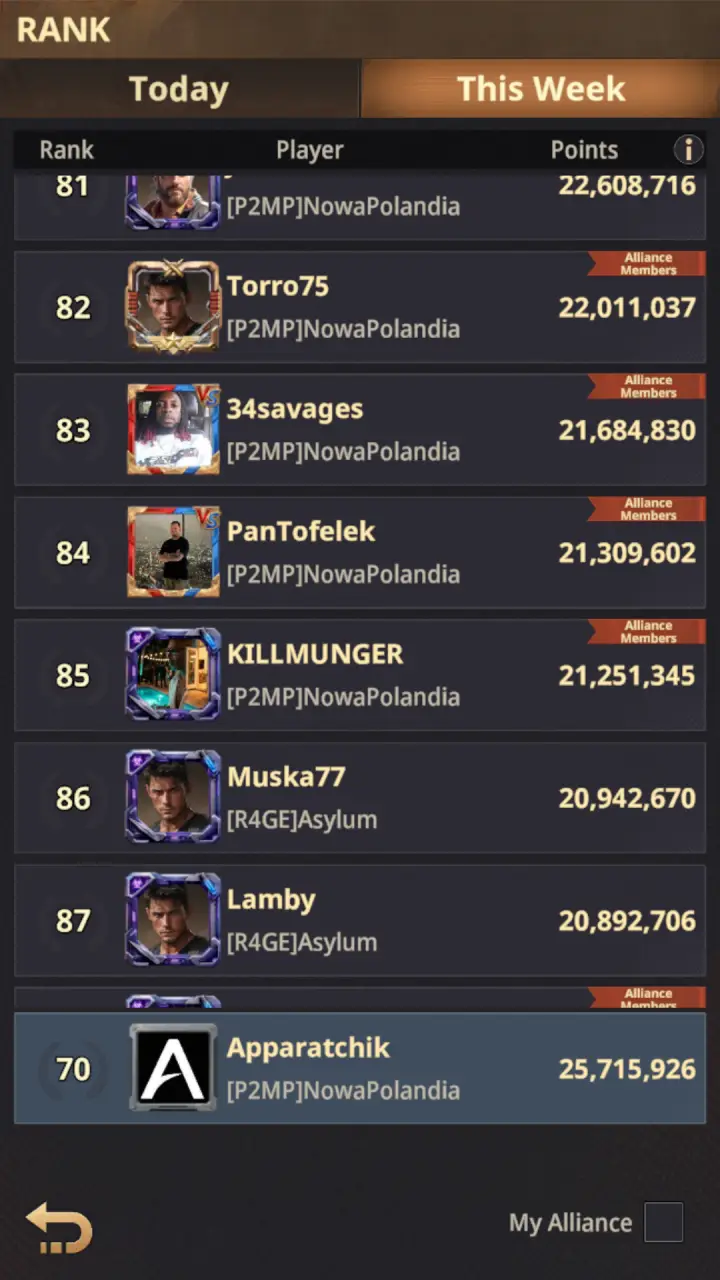 RANK
Today
This Week
Rank
Player
Points
81
[P2MP]NowaPolandia
22,608,716
Alliance
Members
82
Torro75
[P2MP]NowaPolandia
22,011,037
Alliance
Members
83
34savages
[P2MP]NowaPolandia
21,684,830
Alliance
Members
84
PanTofelek
[P2MP]NowaPolandia
21,309,602
Alliance
Members
85
KILLMUNGER
[P2MP]NowaPolandia
21,251,345
86
Muska77
[R4GE]Asylum
20,942,670
87
Lamby
[R4GE]Asylum
20,892,706
Alliance
Members
70
Apparatchik
[P2MP]NowaPolandia
25,715,926
My Alliance